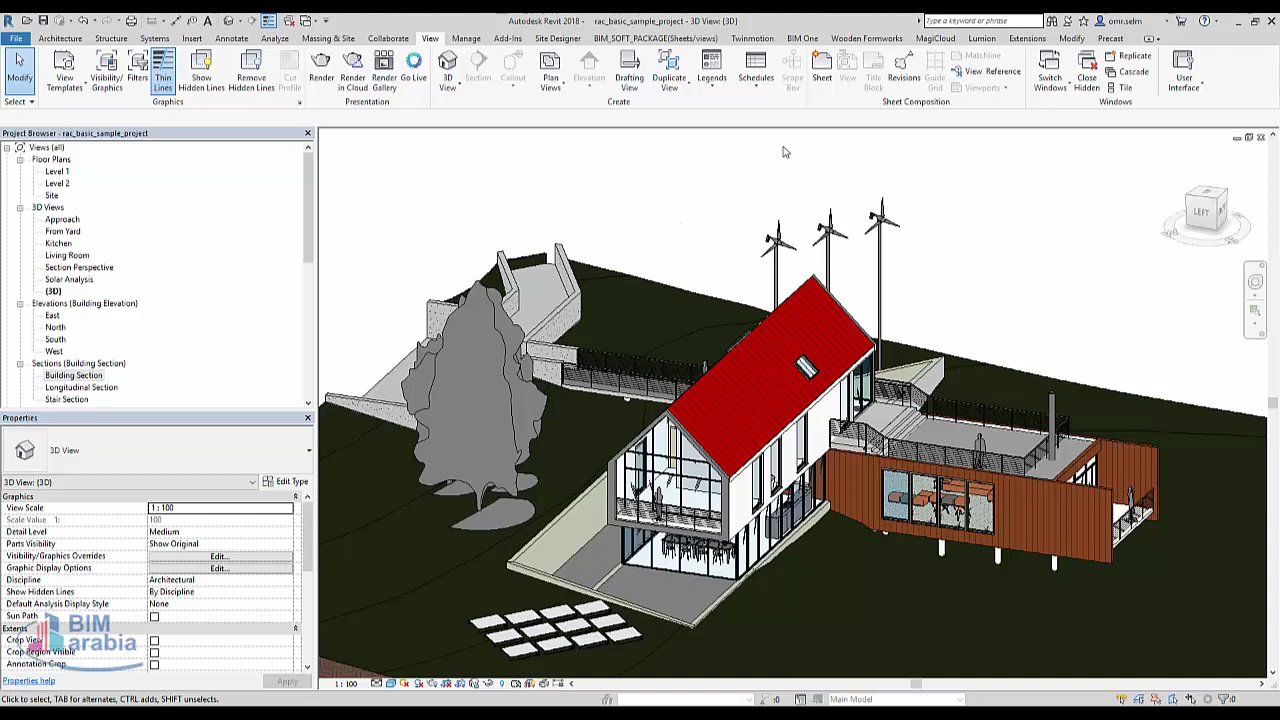 Autodesk Revit 2018 - rac_basic_sample_project - 3D View: {3D}
Type a keyword or phrase
omr.selm
File Architecture Structure Systems Insert Annotate Analyze Massing & Site Collaborate View Manage Add-Ins Site Designer BIM_SOFT_PACKAGE(Sheets/views) Twinmotion BIM One Wooden Formworks MagiCloud Lumion Extensions Modify Precast
Modify
View Templates
Visibility/ Graphics
Filters
Thin Lines
Show Hidden Lines
Remove Hidden Lines
Cut Profile
Render
Render in Cloud
Render Gallery
Go Live
3D View
Section
Callout
Plan Views
Elevation
Drafting View
Duplicate View
Legends
Schedules
Scope Box
Sheet
View
Title Block
Revisions
Guide Grid
Matchline
View Reference
Viewports
Switch Windows
Close Hidden
Replicate
Cascade
Tile
User Interface
Select
Graphics
Presentation
Create
Sheet Composition
Windows
Project Browser - rac_basic_sample_project
Views (all)
Floor Plans
Level 1
Level 2
Site
3D Views
Approach
From Yard
Kitchen
Living Room
Section Perspective
Solar Analysis
{3D}
Elevations (Building Elevation)
East
North
South
West
Sections (Building Section)
Building Section
Longitudinal Section
Stair Section
Properties
3D View
3D View: {3D}
Edit Type
Graphics
View Scale 1 : 100
Scale Value 1: 100
Detail Level Medium
Parts Visibility Show Original
Visibility/Graphics Overrides Edit...
Graphic Display Options Edit...
Discipline Architectural
Show Hidden Lines By Discipline
Default Analysis Display Style None
Sun Path
Extents
Crop View
Crop Region Visible
Annotation Crop
BIM
arabia
Properties help
Apply
LEFT
1 : 100
Click to select, TAB for alternates, CTRL adds, SHIFT unselects.
:0
Main Model
:0